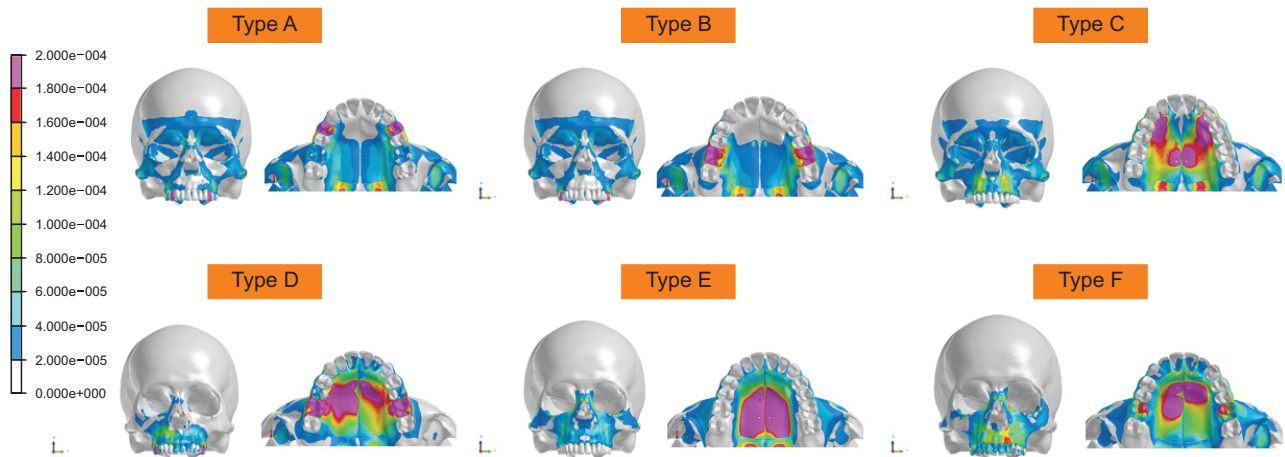 Type A
Type B
Type C
2.000e−004
1.800e−004
1.600e−004
1.400e−004
1.200e−004
1.000e−004
8.000e−005
6.000e−005
4.000e−005
2.000e−005
0.000e+000
Type D
Type E
Type F